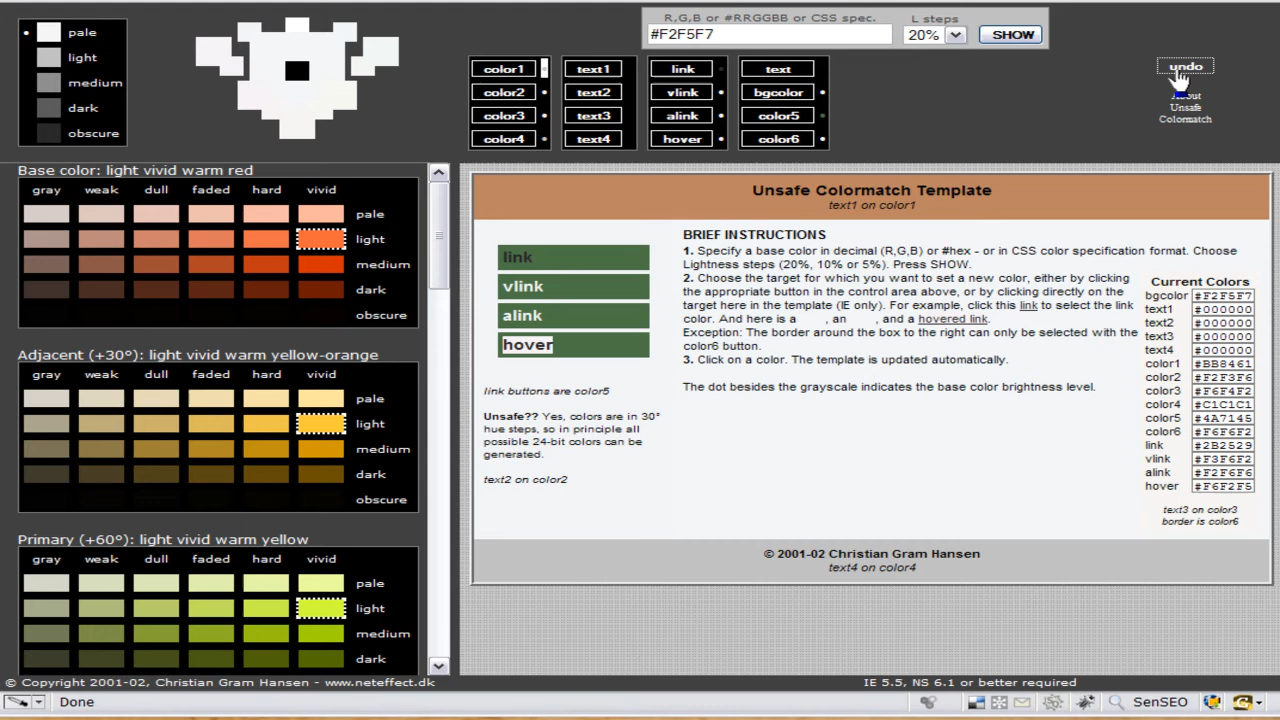 pale
light
medium
dark
obscure
R,G,B or #RRGGBB or CSS spec.
L steps
#F2F5F7
20%
SHOW
color1
text1
link
text
color2
text2
vlink
bgcolor
color3
text3
alink
color5
color4
text4
hover
color6
undo
About
Unsafe
Colormatch
Base color: light vivid warm red
gray weak dull faded hard vivid
pale
light
medium
dark
obscure
Adjacent (+30°): light vivid warm yellow-orange
gray weak dull faded hard vivid
pale
light
medium
dark
obscure
Primary (+60°): light vivid warm yellow
gray weak dull faded hard vivid
pale
light
medium
dark
Unsafe Colormatch Template
text1 on color1
link
vlink
alink
hover
link buttons are color5
Unsafe?? Yes, colors are in 30°
hue steps, so in principle all
possible 24-bit colors can be
generated.
text2 on color2
BRIEF INSTRUCTIONS
1. Specify a base color in decimal (R,G,B) or #hex - or in CSS color specification format. Choose
Lightness steps (20%, 10% or 5%). Press SHOW.
2. Choose the target for which you want to set a new color, either by clicking
the appropriate button in the control area above, or by clicking directly on the
target here in the template (IE only). For example, click this link to select the link
color. And here is a , an , and a hovered link.
Exception: The border around the box to the right can only be selected with the
color6 button.
3. Click on a color. The template is updated automatically.
The dot besides the grayscale indicates the base color brightness level.
Current Colors
bgcolor #F2F5F7
text1 #000000
text2 #000000
text3 #000000
text4 #000000
color1 #BB8461
color2 #F2F3F6
color3 #F6F4F2
color4 #C1C1C1
color5 #4A7145
color6 #F6F6F2
link #2B2529
vlink #F3F6F2
alink #F2F6F6
hover #F6F2F5
text3 on color3
border is color6
© 2001-02 Christian Gram Hansen
text4 on color4
© Copyright 2001-02, Christian Gram Hansen - www.neteffect.dk
IE 5.5, NS 6.1 or better required
Done
SenSEO